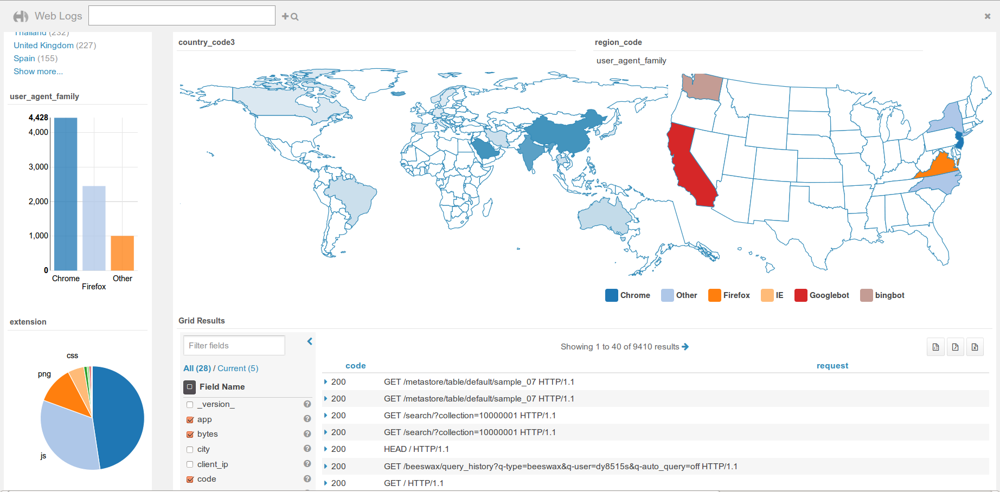 Web Logs
Thailand (232)
United Kingdom (227)
Spain (155)
Show more...
user_agent_family
4,428
4,000
3,000
2,000
1,000
0
Chrome
Firefox
Other
extension
css
png
js
country_code3
region_code
user_agent_family
Chrome Other Firefox IE Googlebot bingbot
Grid Results
Filter fields
All (28) / Current (5)
Field Name
_version_
app
bytes
city
client_ip
code
Showing 1 to 40 of 9410 results
code request
200 GET /metastore/table/default/sample_07 HTTP/1.1
200 GET /metastore/table/default/sample_07 HTTP/1.1
200 GET /search/?collection=10000001 HTTP/1.1
200 GET /search/?collection=10000001 HTTP/1.1
200 HEAD / HTTP/1.1
200 GET /beeswax/query_history?q-type=beeswax&q-user=dy8515s&q-auto_query=off HTTP/1.1
200 GET / HTTP/1.1